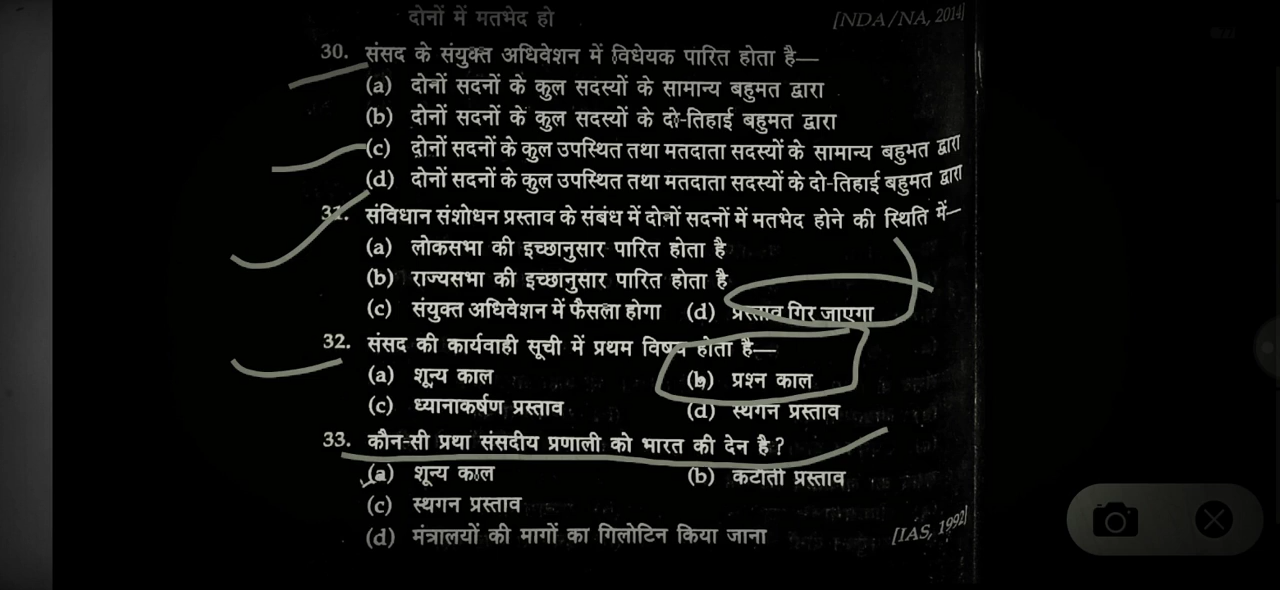 दोनों में मतभेद हो [NDA/NA, 2014]
30. संसद के संयुक्त अधिवेशन में विधेयक पारित होता है—
(a) दोनों सदनों के कुल सदस्यों के सामान्य बहुमत द्वारा
(b) दोनों सदनों के कुल सदस्यों के दो-तिहाई बहुमत द्वारा
(c) दोनों सदनों के कुल उपस्थित तथा मतदाता सदस्यों के सामान्य बहुमत द्वारा
(d) दोनों सदनों के कुल उपस्थित तथा मतदाता सदस्यों के दो-तिहाई बहुमत द्वारा
31. संविधान संशोधन प्रस्ताव के संबंध में दोनों सदनों में मतभेद होने की स्थिति में—
(a) लोकसभा की इच्छानुसार पारित होता है
(b) राज्यसभा की इच्छानुसार पारित होता है
(c) संयुक्त अधिवेशन में फैसला होगा (d) प्रस्ताव गिर जाएगा
32. संसद की कार्यवाही सूची में प्रथम विषय होता है—
(a) शून्य काल (b) प्रश्न काल
(c) ध्यानाकर्षण प्रस्ताव (d) स्थगन प्रस्ताव
33. कौन-सी प्रथा संसदीय प्रणाली को भारत की देन है?
(a) शून्य काल (b) कटौती प्रस्ताव
(c) स्थगन प्रस्ताव
(d) मंत्रालयों की मागों का गिलोटिन किया जाना [IAS, 1992]